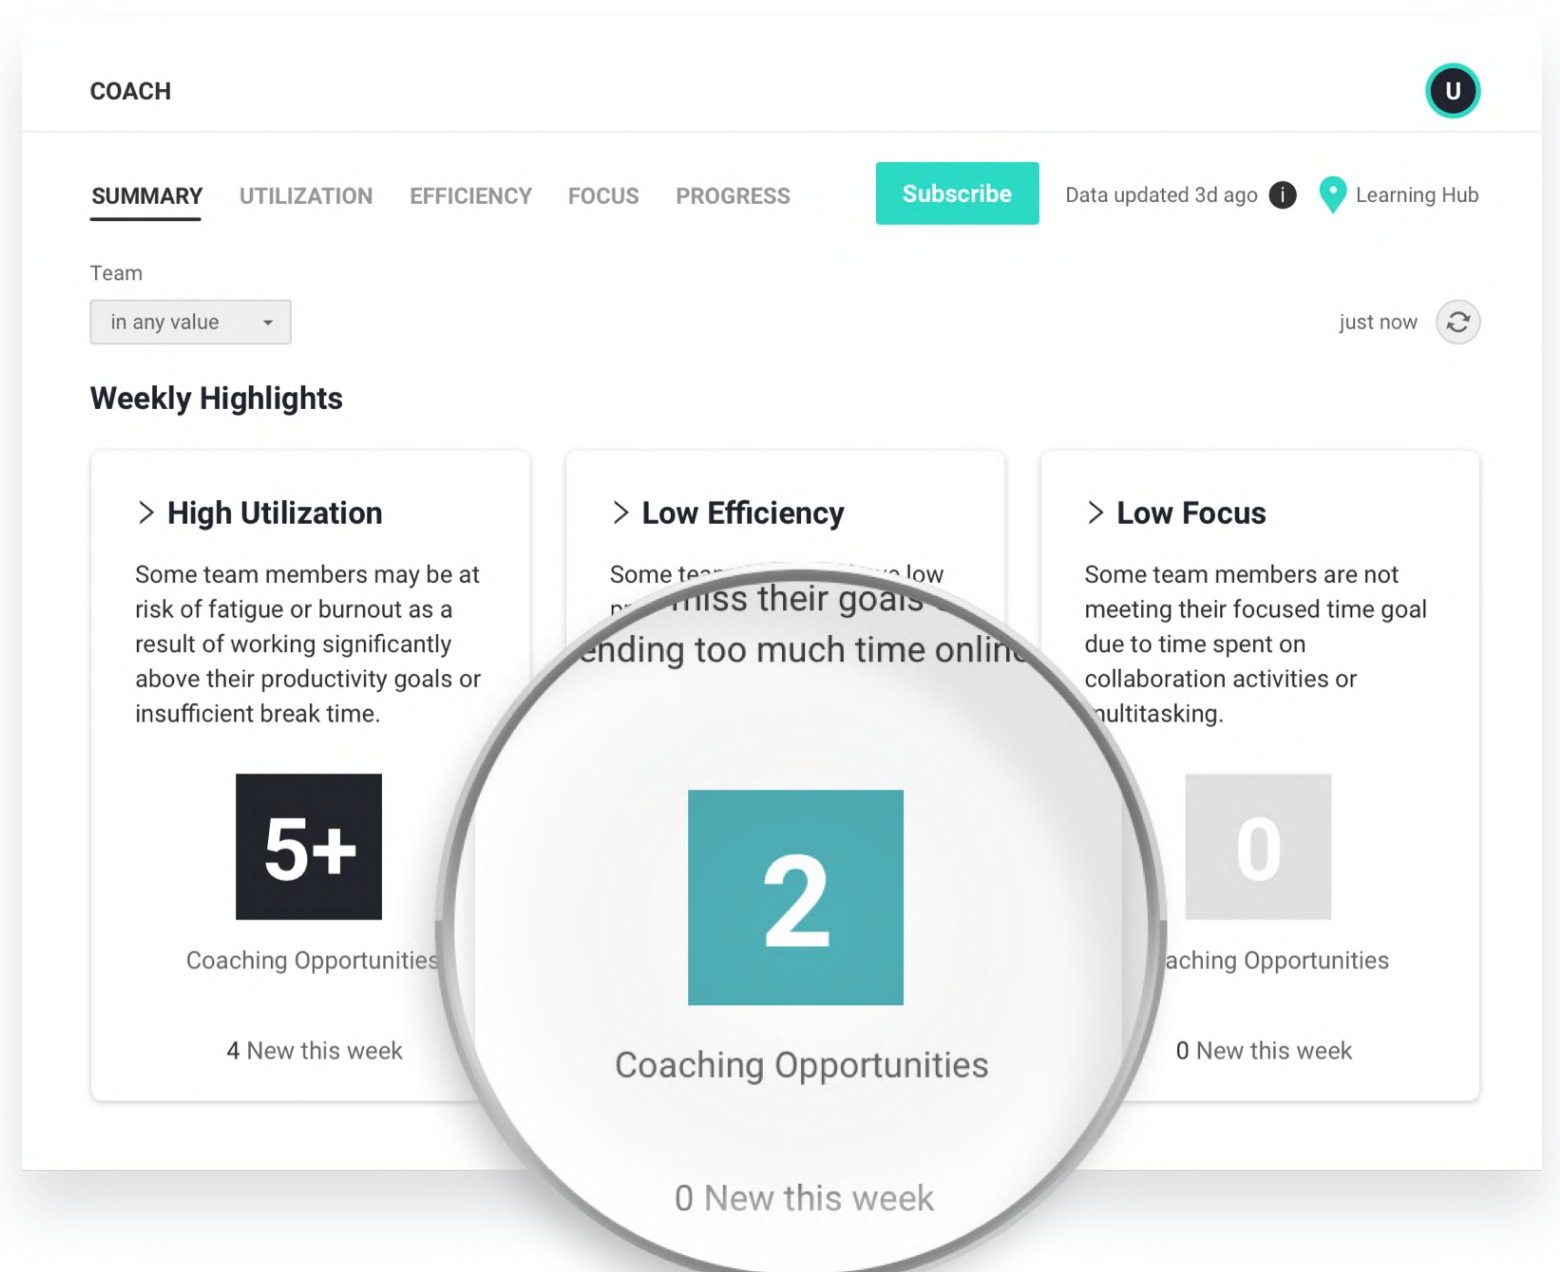 COACH
U
SUMMARY UTILIZATION EFFICIENCY FOCUS PROGRESS Subscribe Data updated 3d ago i Learning Hub
Team
in any value
just now
Weekly Highlights
High Utilization
Some team members may be at
risk of fatigue or burnout as a
result of working significantly
above their productivity goals or
insufficient break time.
5+
Coaching Opportunities
4 New this week
Low Efficiency
Some low
miss their goals
too much time online
2
Coaching Opportunities
0 New this week
Low Focus
Some team members are not
meeting their focused time goal
due to time spent on
collaboration activities or
multitasking.
0
Opportunities
0 New this week